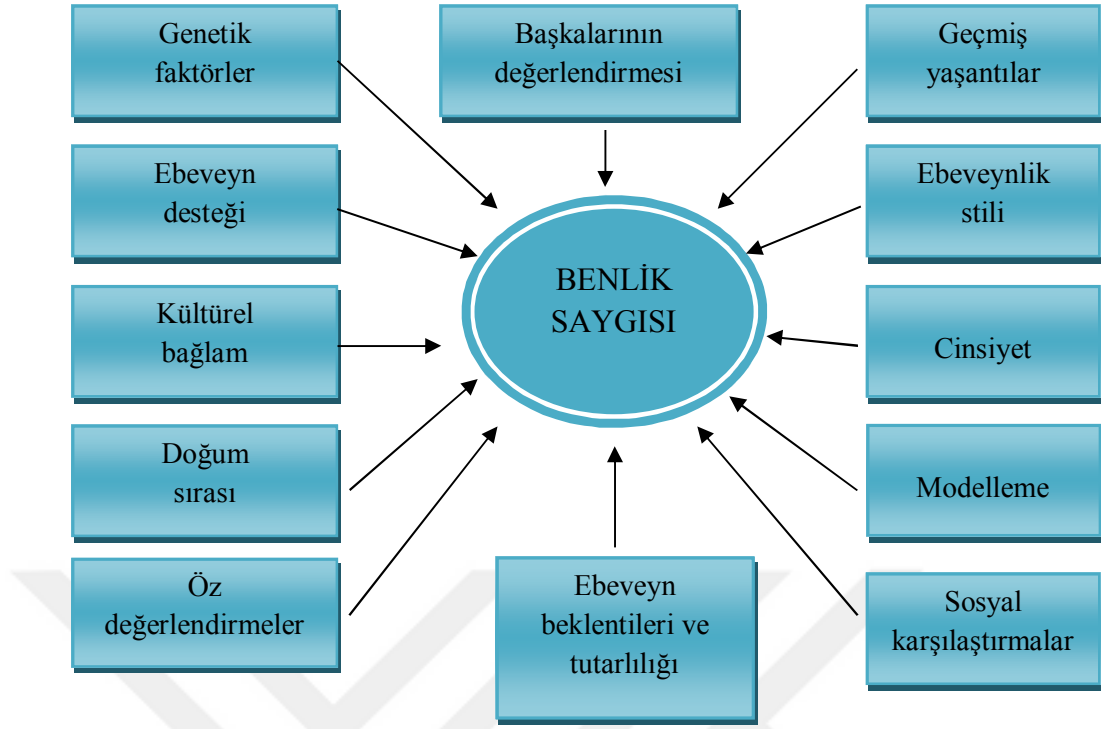 Genetik
faktörler
Başkalarının
değerlendirmesi
Geçmiş
yaşantılar
Ebeveyn
desteği
Ebeveynlik
stili
BENLİK
SAYGISI
Kültürel
bağlam
Cinsiyet
Doğum
sırası
Modelleme
Öz
değerlendirmeler
Ebeveyn
beklentileri ve
tutarlılığı
Sosyal
karşılaştırmalar